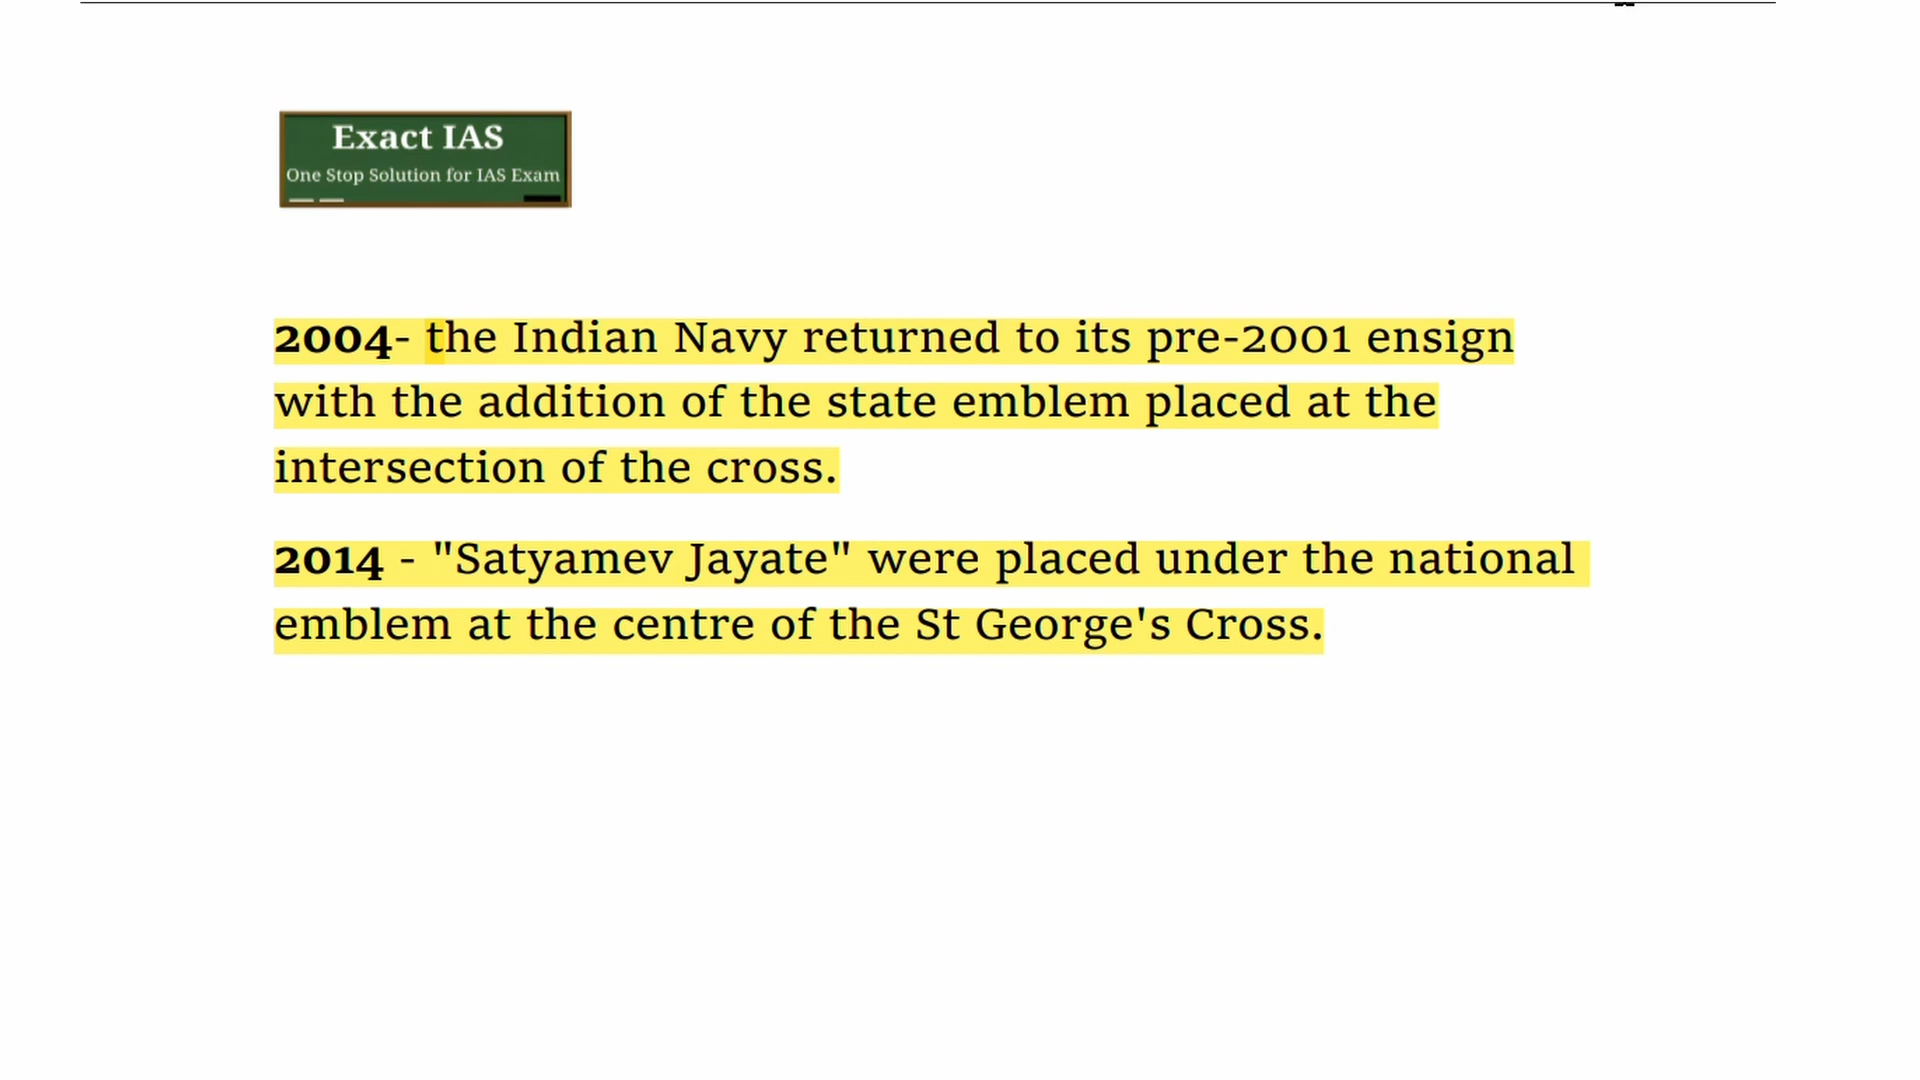 Exact IAS
One Stop Solution for IAS Exam
2004- the Indian Navy returned to its pre-2001 ensign
with the addition of the state emblem placed at the
intersection of the cross.
2014 - "Satyamev Jayate" were placed under the national
emblem at the centre of the St George's Cross.